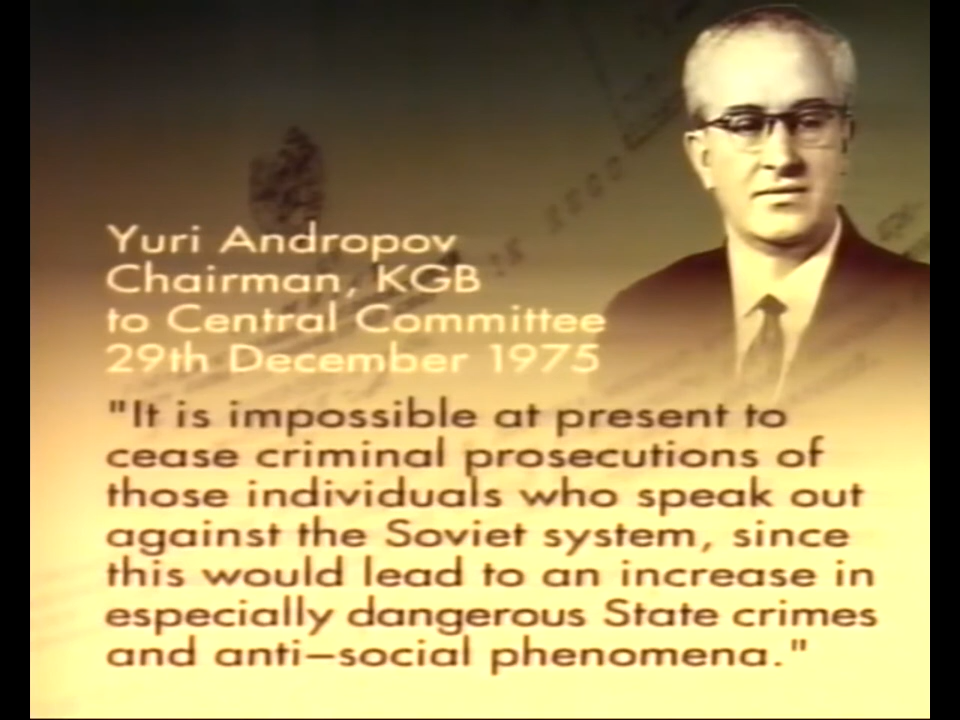 Yuri Andropov
Chairman, KGB
to Central Committee
29th December 1975
"It is impossible at present to
cease criminal prosecutions of
those individuals who speak out
against the Soviet system, since
this would lead to an increase in
especially dangerous State crimes
and anti–social phenomena."